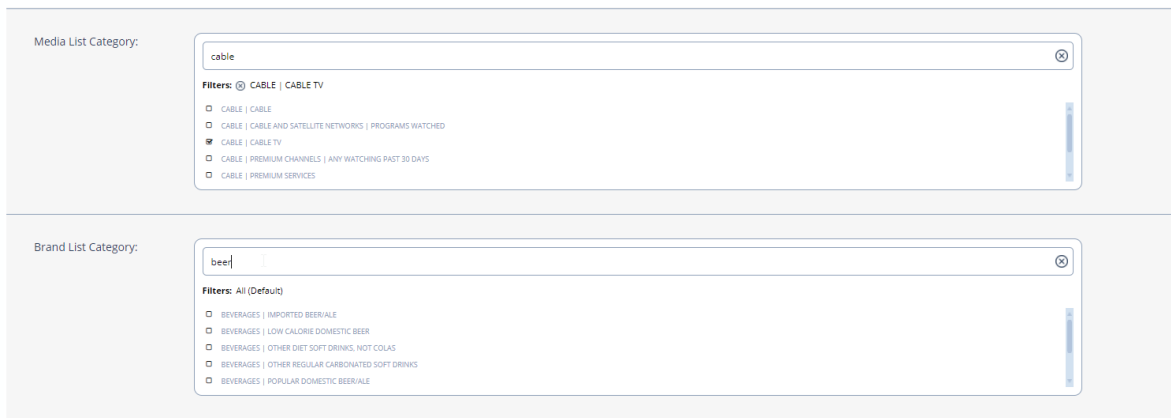 Media List Category:
cable
Filters: CABLE | CABLE TV
CABLE | CABLE
CABLE | CABLE AND SATELLITE NETWORKS | PROGRAMS WATCHED
CABLE | CABLE TV
CABLE | PREMIUM CHANNELS | ANY WATCHING PAST 30 DAYS
CABLE | PREMIUM SERVICES
Brand List Category:
beer
Filters: All (Default)
BEVERAGES | IMPORTED BEER/ALE
BEVERAGES | LOW CALORIE DOMESTIC BEER
BEVERAGES | OTHER DIET SOFT DRINKS, NOT COLAS
BEVERAGES | OTHER REGULAR CARBONATED SOFT DRINKS
BEVERAGES | POPULAR DOMESTIC BEER/ALE